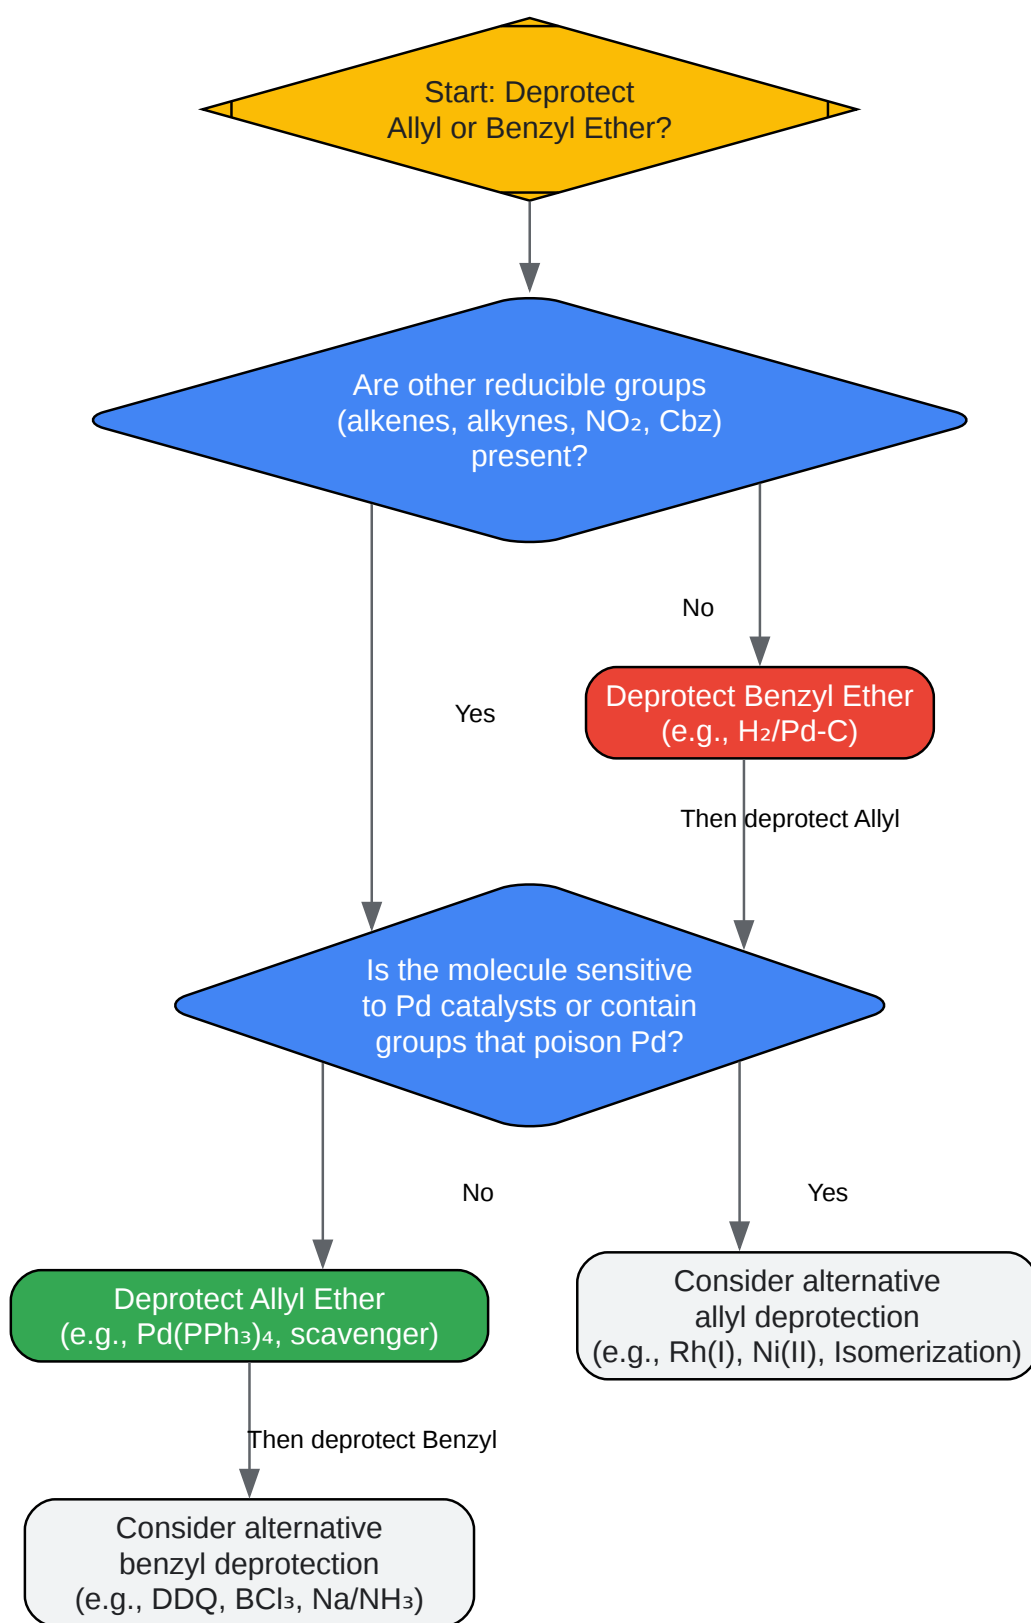 Start: Deprotect
Allyl or Benzyl Ether?
Are other reducible groups
(alkenes, alkynes, NO₂, Cbz)
present?
No
Deprotect Benzyl Ether
(e.g., H₂/Pd-C)
Yes
Then deprotect Allyl
Is the molecule sensitive
to Pd catalysts or contain
groups that poison Pd?
No
Yes
Deprotect Allyl Ether
(e.g., Pd(PPh₃)₄, scavenger)
Consider alternative
allyl deprotection
(e.g., Rh(I), Ni(II), Isomerization)
Then deprotect Benzyl
Consider alternative
benzyl deprotection
(e.g., DDQ, BCl₃, Na/NH₃)